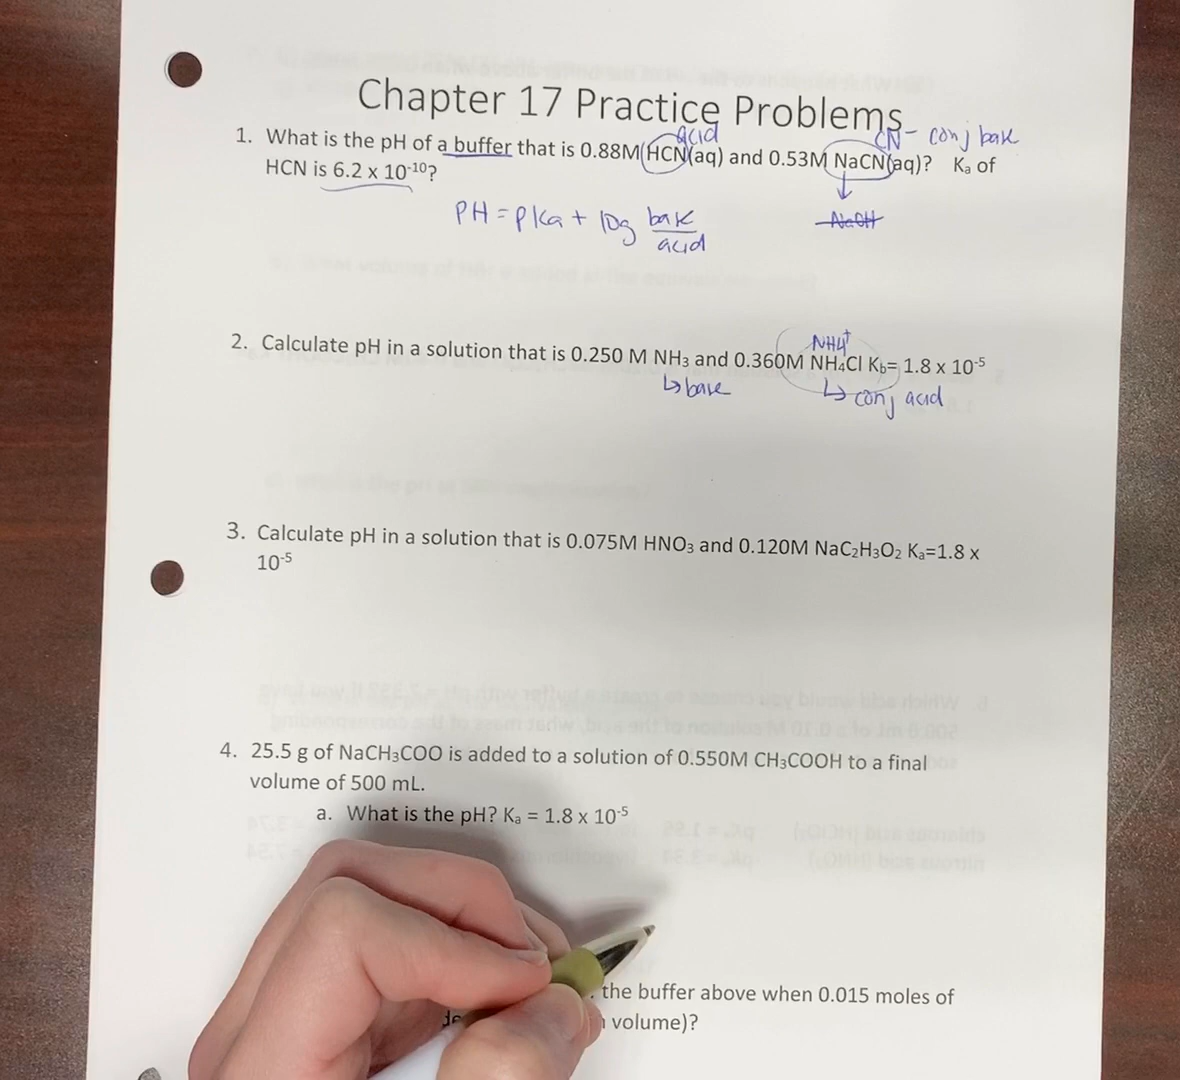 Chapter 17 Practice Problems
acid
CN- conj base
1. What is the pH of a buffer that is 0.88M(HCN(aq) and 0.53M NaCN(aq)? Ka of
HCN is 6.2 x 10-10?
PH = pKa + log base
acid
NaOH
NH4+
2. Calculate pH in a solution that is 0.250 M NH3 and 0.360M NH4Cl Kb= 1.8 x 10-5
↳ base
↳ conj acid
3. Calculate pH in a solution that is 0.075M HNO3 and 0.120M NaC2H3O2 Ka=1.8 x
10-5
4. 25.5 g of NaCH3COO is added to a solution of 0.550M CH3COOH to a final
volume of 500 mL.
a. What is the pH? Ka = 1.8 x 10-5
the buffer above when 0.015 moles of
volume)?